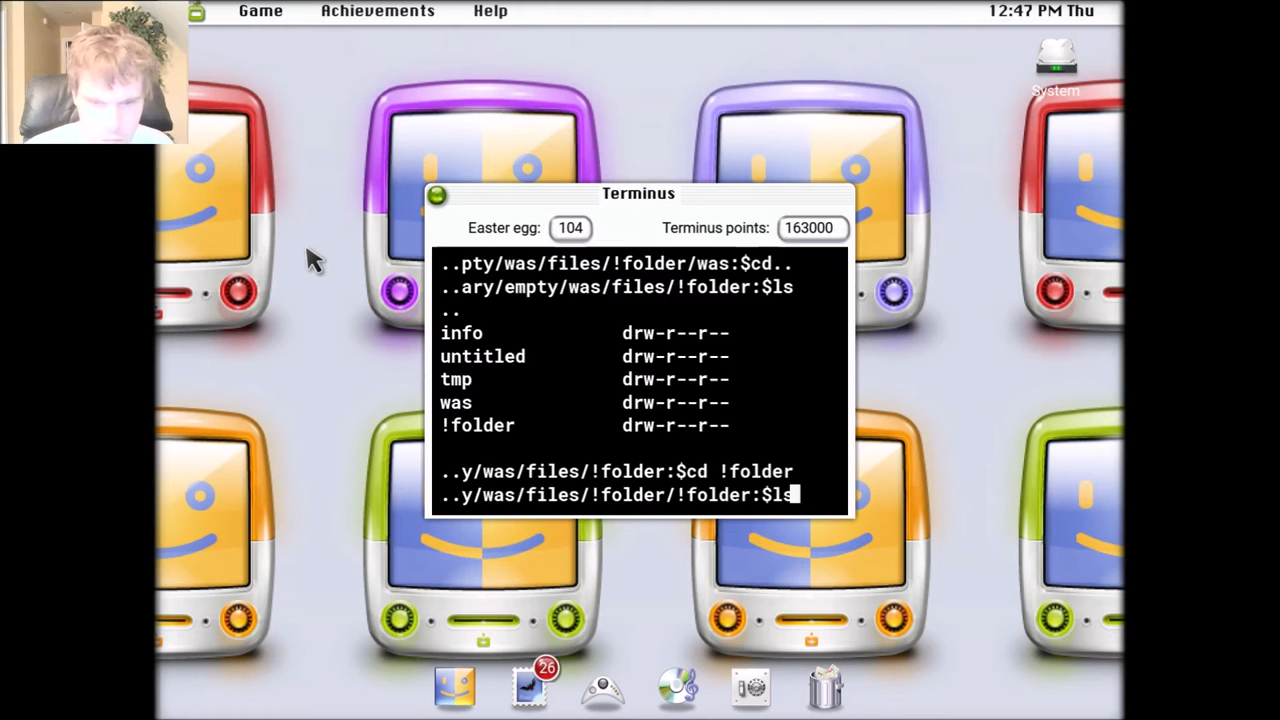 Game Achievements Help 12:47 PM Thu
System
Terminus
Easter egg: 104 Terminus points: 163000
..pty/was/files/!folder/was:$cd..
..ary/empty/was/files/!folder:$ls
..
info drw-r--r--
untitled drw-r--r--
tmp drw-r--r--
was drw-r--r--
!folder drw-r--r--
..y/was/files/!folder:$cd !folder
..y/was/files/!folder/!folder:$ls
26